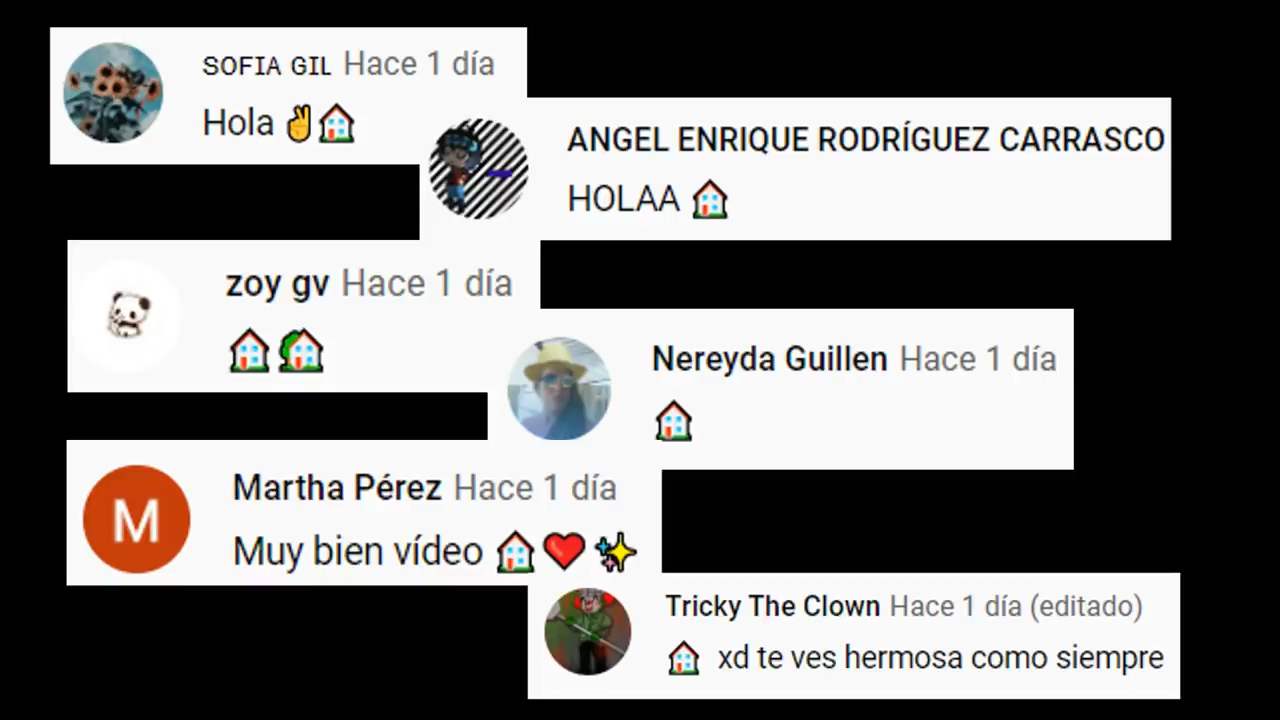 SOFIA GIL Hace 1 día
Hola ✌🏠
ANGEL ENRIQUE RODRÍGUEZ CARRASCO
HOLAA 🏠
zoy gv Hace 1 día
🏠🏡
Nereyda Guillen Hace 1 día
🏠
M
Martha Pérez Hace 1 día
Muy bien vídeo 🏠❤️✨
Tricky The Clown Hace 1 día (editado)
🏠 xd te ves hermosa como siempre